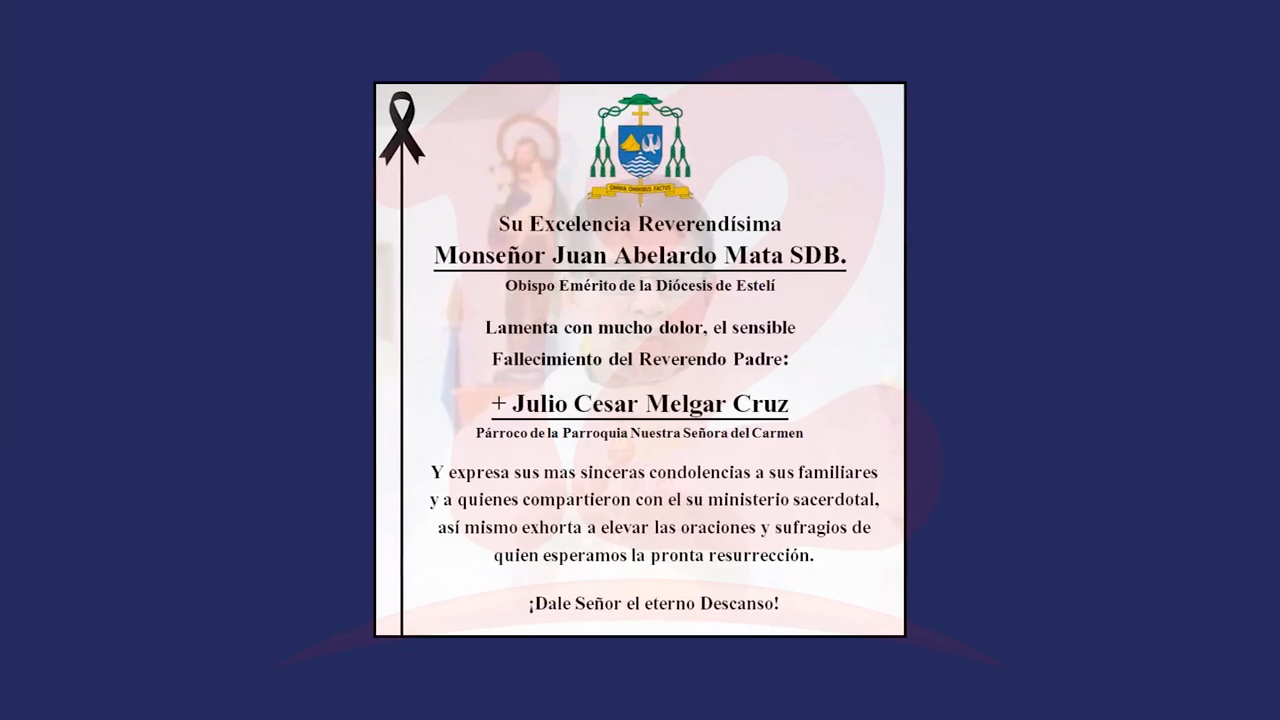 OMNIA OMNIBUS FACTUS
Su Excelencia Reverendísima
Monseñor Juan Abelardo Mata SDB.
Obispo Emérito de la Diócesis de Estelí
Lamenta con mucho dolor, el sensible
Fallecimiento del Reverendo Padre:
+ Julio Cesar Melgar Cruz
Párroco de la Parroquia Nuestra Señora del Carmen
Y expresa sus mas sinceras condolencias a sus familiares
y a quienes compartieron con el su ministerio sacerdotal,
así mismo exhorta a elevar las oraciones y sufragios de
quien esperamos la pronta resurrección.
¡Dale Señor el eterno Descanso!
12